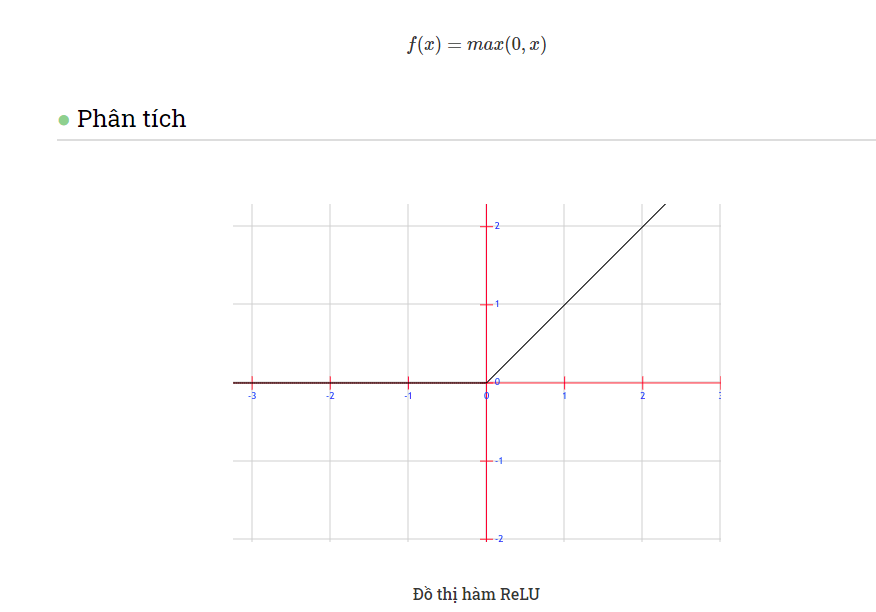 f(x) = max(0, x)
Phân tích
2
1
0
-3 -2 -1 0 1 2
-1
-2
Đồ thị hàm ReLU